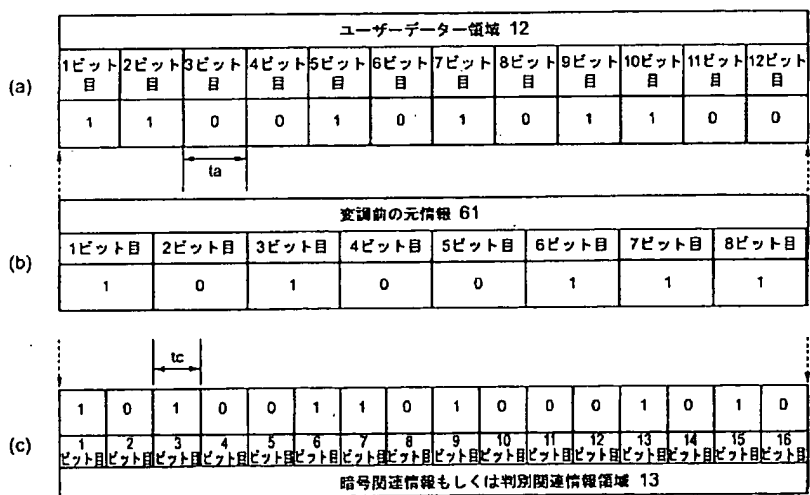 ユーザーデーター領域 12
1ビット目 2ビット目 3ビット目 4ビット目 5ビット目 6ビット目 7ビット目 8ビット目 9ビット目 10ビット目 11ビット目 12ビット目
(a)
1 1 0 0 1 0 1 0 1 1 0 0
ta
変調前の元情報 61
1ビット目 2ビット目 3ビット目 4ビット目 5ビット目 6ビット目 7ビット目 8ビット目
(b)
1 0 1 0 0 1 1 1
tc
1 0 1 0 0 1 1 0 1 0 0 0 1 0 1 0
(c)
1ビット目 2ビット目 3ビット目 4ビット目 5ビット目 6ビット目 7ビット目 8ビット目 9ビット目 10ビット目 11ビット目 12ビット目 13ビット目 14ビット目 15ビット目 16ビット目
暗号関連情報もしくは判別関連情報領域 13